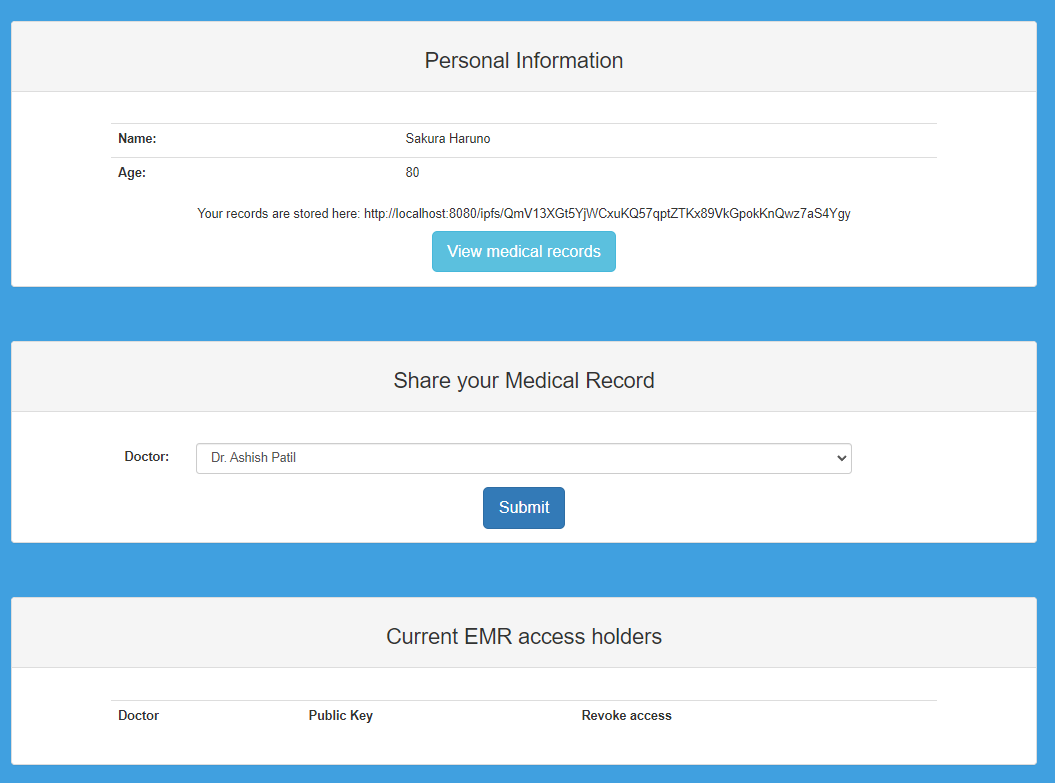 Personal Information
Name: Sakura Haruno
Age: 80
Your records are stored here: http://localhost:8080/ipfs/QmV13XGt5YjWCxuKQ57qptZTKx89VkGpokKnQwz7aS4Ygy
View medical records
Share your Medical Record
Doctor: Dr. Ashish Patil
Submit
Current EMR access holders
Doctor Public Key Revoke access